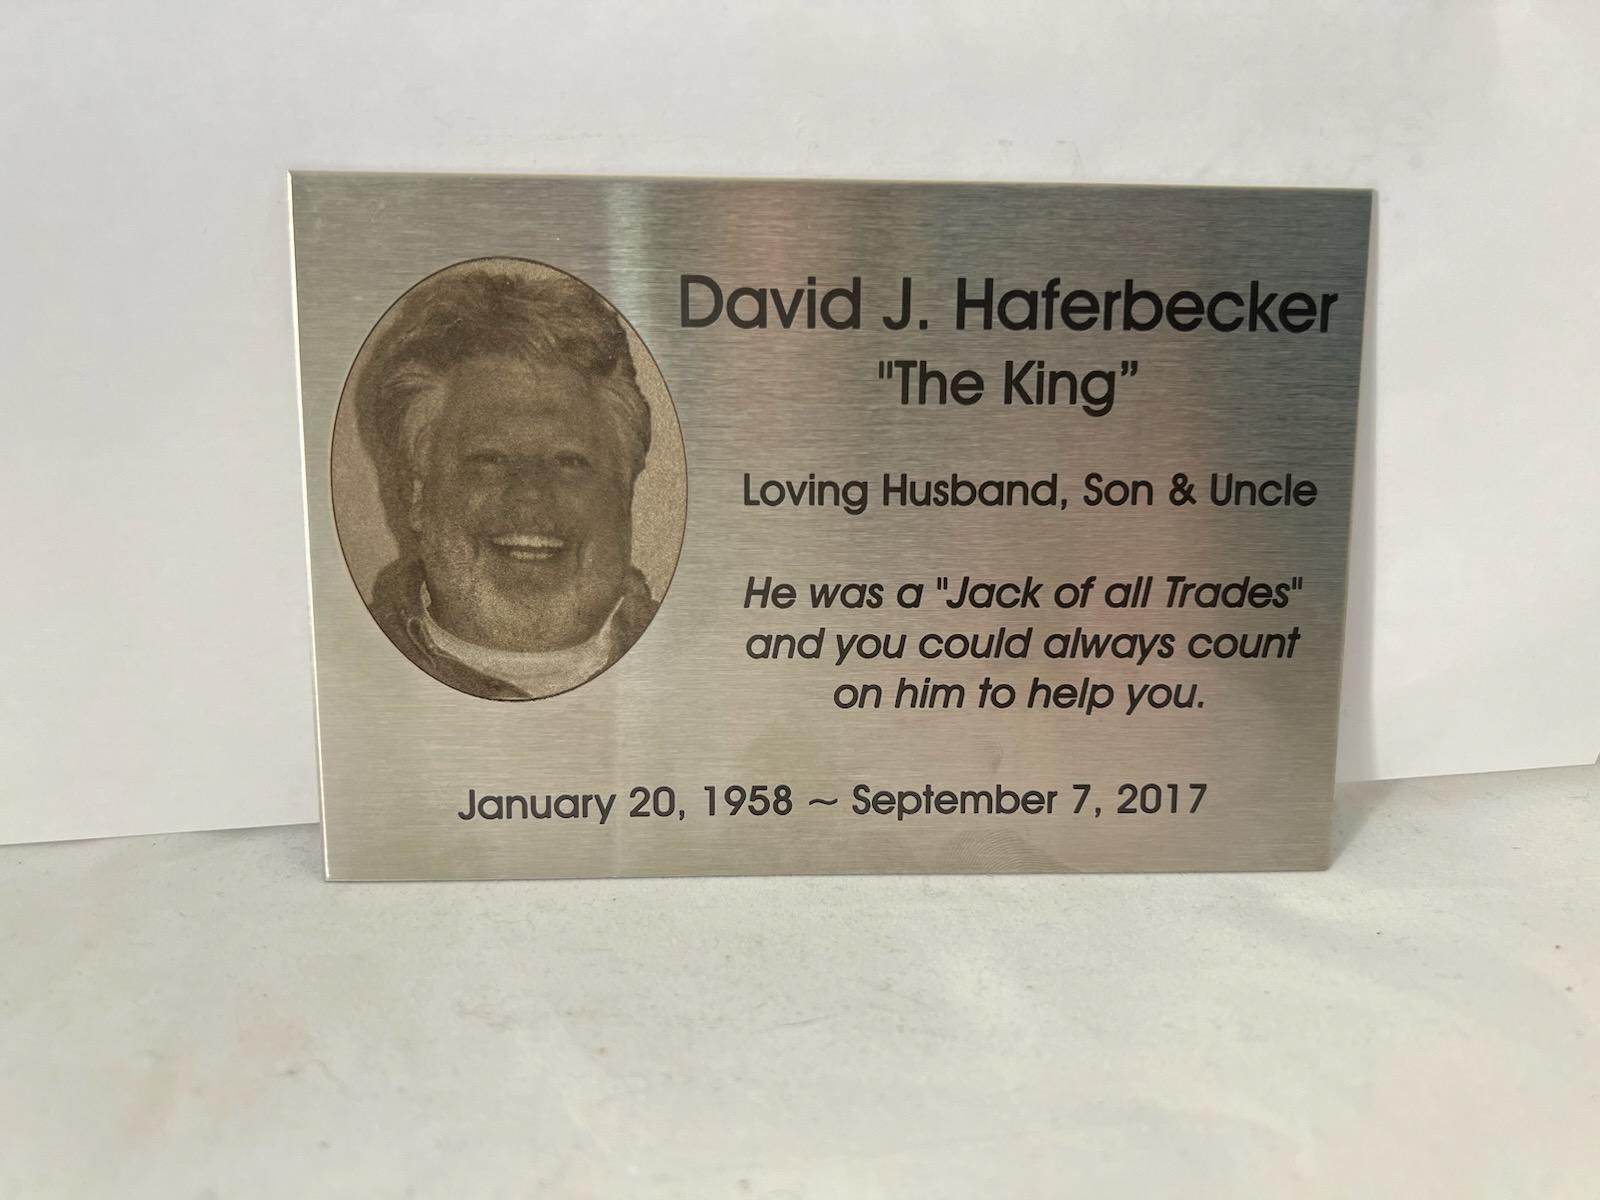 David J. Haferbecker
"The King”
Loving Husband, Son & Uncle
He was a "Jack of all Trades"
and you could always count
on him to help you.
January 20, 1958 ~ September 7, 2017